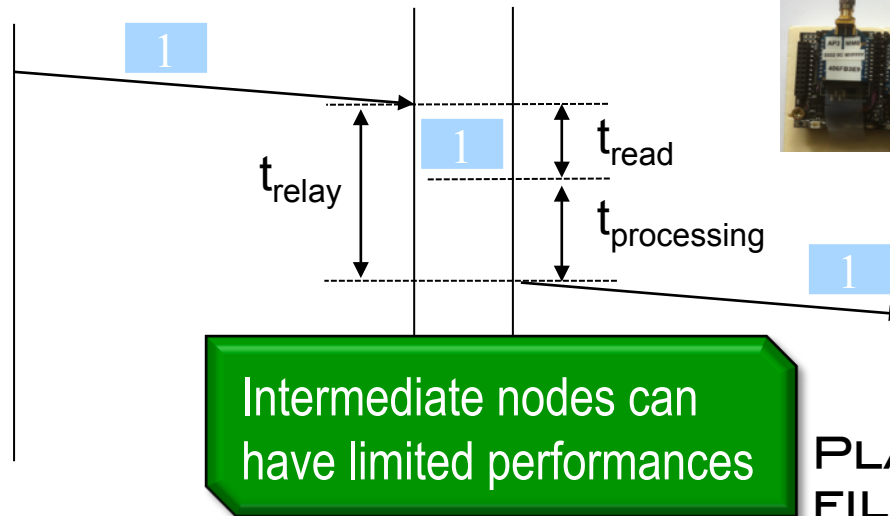 1
1
t_read
t_relay
t_processing
1
Intermediate nodes can
have limited performances